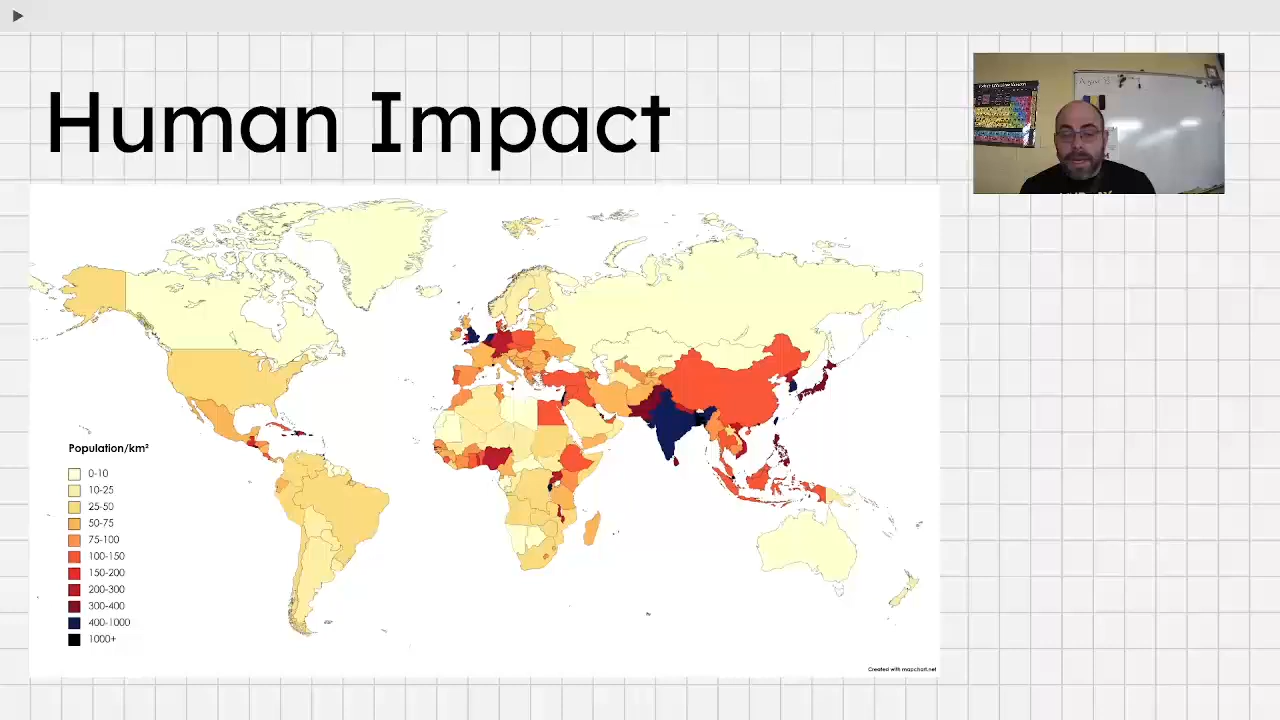 Human Impact
Population/km²
0-10
10-25
25-50
50-75
75-100
100-150
150-200
200-300
300-400
400-1000
1000+
Created with mapchart.net
August